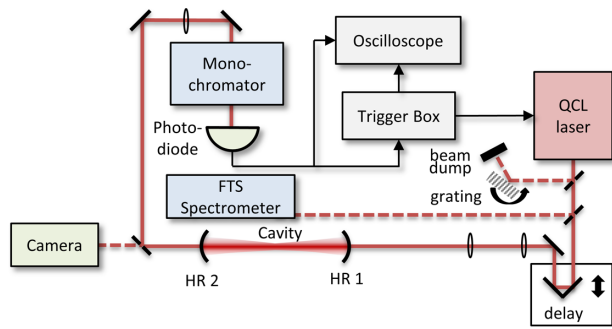 Oscilloscope
Mono-
chromator
QCL
laser
Trigger Box
Photo-
diode
beam
dump
FTS
Spectrometer
grating
Camera
Cavity
HR 2
HR 1
delay